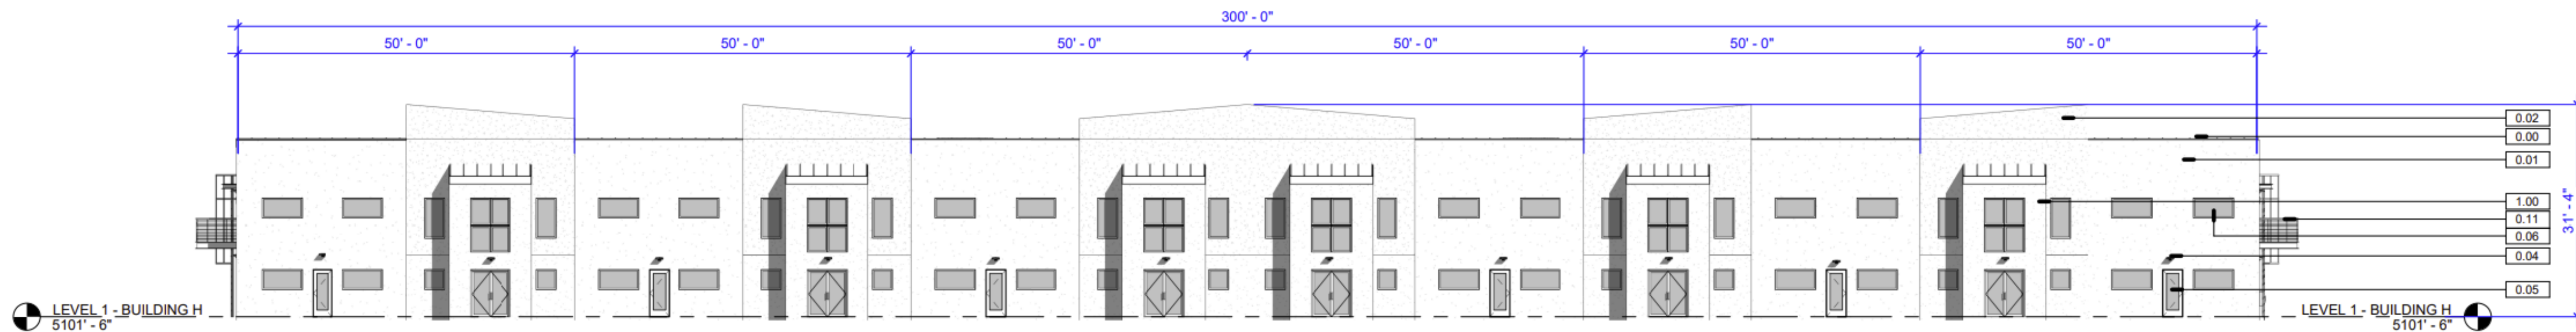 300' - 0"
50' - 0"
50' - 0"
50' - 0"
50' - 0"
50' - 0"
50' - 0"
0.02
0.00
0.01
1.00
0.11
0.06
0.04
0.05
31' - 4"
LEVEL 1 - BUILDING H
5101' - 6"
LEVEL 1 - BUILDING H
5101' - 6"